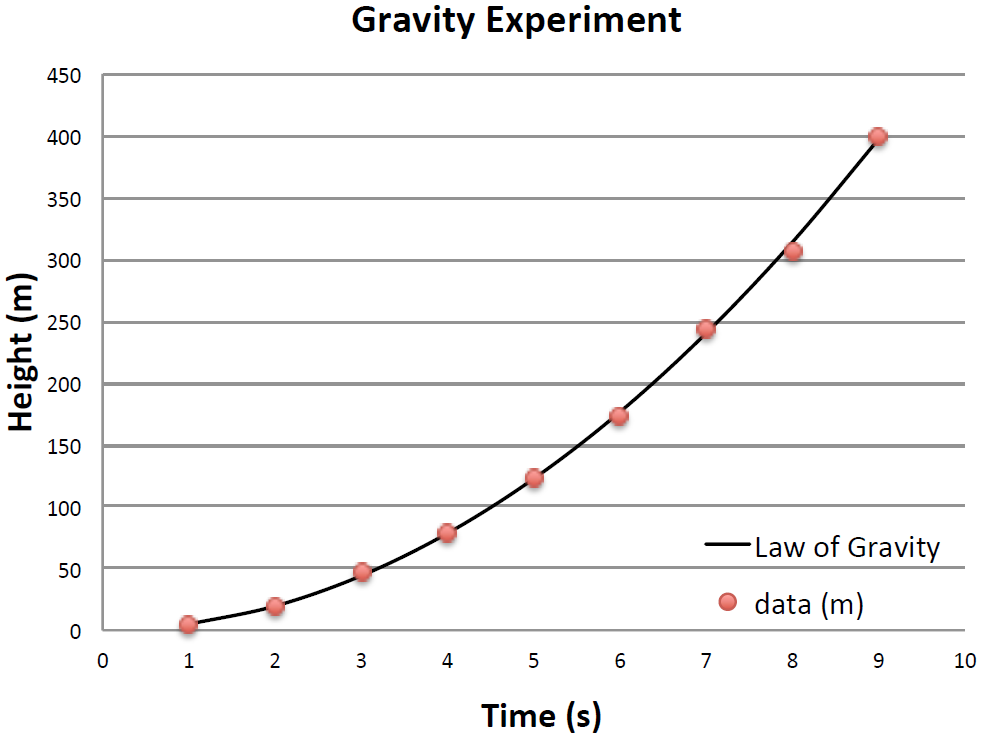 Gravity Experiment
450
400
350
300
250
200
150
100
50
0
Height (m)
Law of Gravity
data (m)
0 1 2 3 4 5 6 7 8 9 10
Time (s)